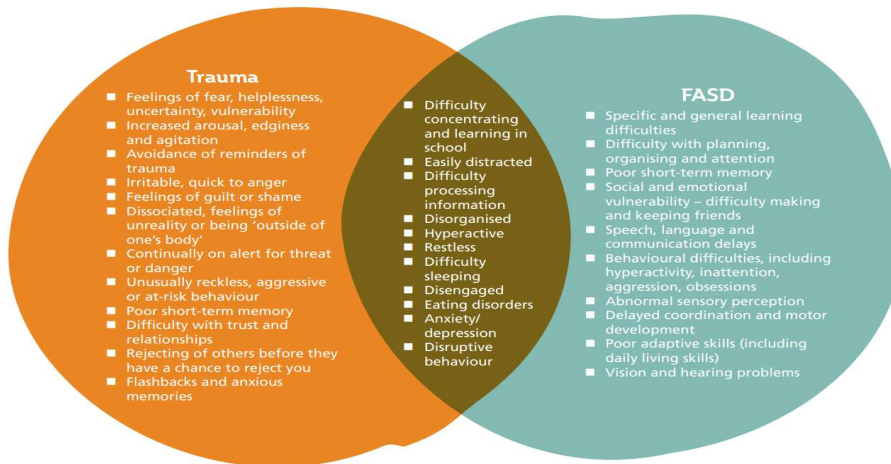 Trauma
Feelings of fear, helplessness,
uncertainty, vulnerability
Increased arousal, edginess
and agitation
Avoidance of reminders of
trauma
Irritable, quick to anger
Feelings of guilt or shame
Dissociated, feelings of
unreality or being ‘outside of
one’s body’
Continually on alert for threat
or danger
Unusually reckless, aggressive
or at-risk behaviour
Poor short-term memory
Difficulty with trust and
relationships
Rejecting of others before they
have a chance to reject you
Flashbacks and anxious
memories
Difficulty
concentrating
and learning in
school
Easily distracted
Difficulty
processing
information
Disorganised
Hyperactive
Restless
Difficulty
sleeping
Disengaged
Eating disorders
Anxiety/
depression
Disruptive
behaviour
FASD
Specific and general learning
difficulties
Difficulty with planning,
organising and attention
Poor short-term memory
Social and emotional
vulnerability – difficulty making
and keeping friends
Speech, language and
communication delays
Behavioural difficulties, including
hyperactivity, inattention,
aggression, obsessions
Abnormal sensory perception
Delayed coordination and motor
development
Poor adaptive skills (including
daily living skills)
Vision and hearing problems